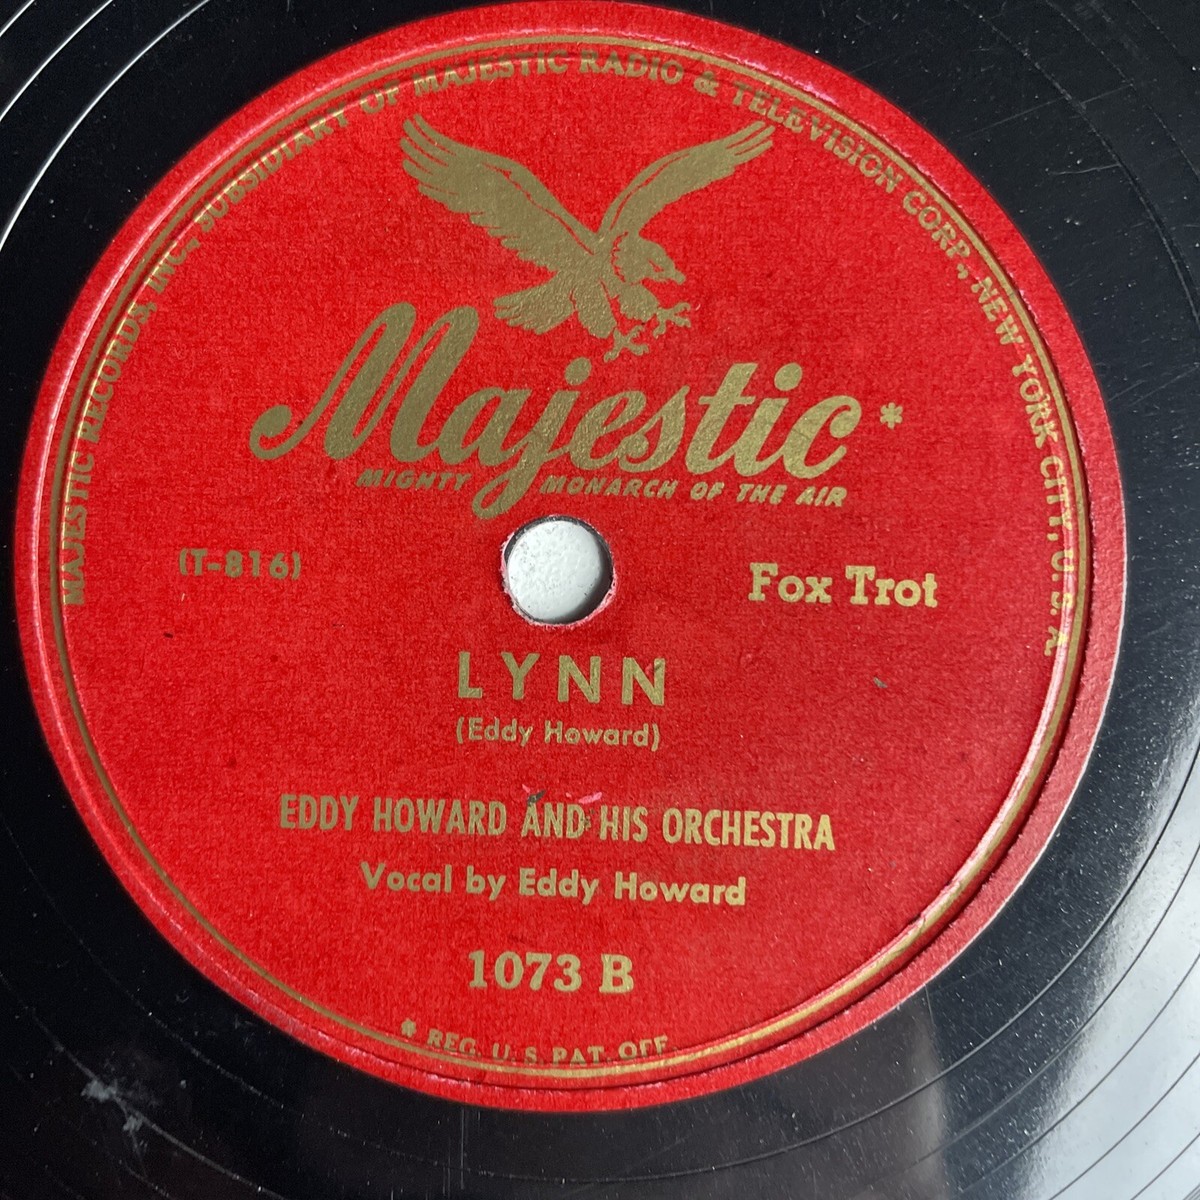 MAJESTIC RECORDS, INC., SUBSIDIARY OF MAJESTIC RADIO & TELEVISION CORP., NEW YORK CITY, U. S. A.
Majestic*
MIGHTY MONARCH OF THE AIR
(T-816)
Fox Trot
LYNN
(Eddy Howard)
EDDY HOWARD AND HIS ORCHESTRA
Vocal by Eddy Howard
1073 B
* REG. U. S. PAT. OFF.